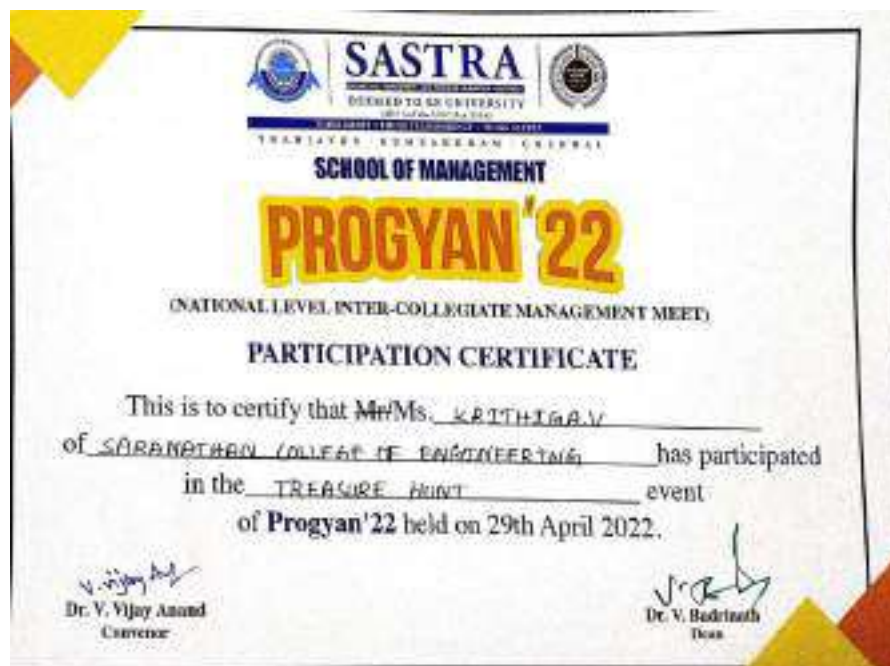 SASTRA
DEEMED TO BE UNIVERSITY
THANJAVUR KUMBAKONAM CHENNAI
SCHOOL OF MANAGEMENT
PROGYAN '22
(NATIONAL LEVEL INTER-COLLEGIATE MANAGEMENT MEET)
PARTICIPATION CERTIFICATE
This is to certify that Mr/Ms. KRITHIGA.V
of SARANATHAN COLLEGE OF ENGINEERING has participated
in the TREASURE HUNT event
of Progyan'22 held on 29th April 2022.
Dr. V. Vijay Anand
Convenor
Dr. V. Badrinath
Dean